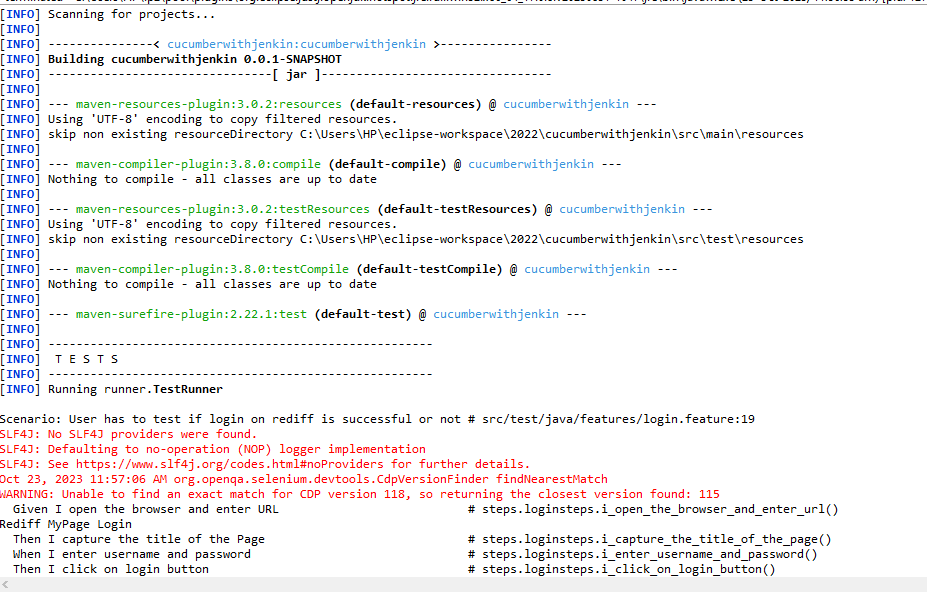 [INFO] Scanning for projects...
[INFO]
[INFO] ---------------< cucumberwithjenkin:cucumberwithjenkin >----------------
[INFO] Building cucumberwithjenkin 0.0.1-SNAPSHOT
[INFO] --------------------------------[ jar ]---------------------------------
[INFO]
[INFO] --- maven-resources-plugin:3.0.2:resources (default-resources) @ cucumberwithjenkin ---
[INFO] Using 'UTF-8' encoding to copy filtered resources.
[INFO] skip non existing resourceDirectory C:\Users\HP\eclipse-workspace\2022\cucumberwithjenkin\src\main\resources
[INFO]
[INFO] --- maven-compiler-plugin:3.8.0:compile (default-compile) @ cucumberwithjenkin ---
[INFO] Nothing to compile - all classes are up to date
[INFO]
[INFO] --- maven-resources-plugin:3.0.2:testResources (default-testResources) @ cucumberwithjenkin ---
[INFO] Using 'UTF-8' encoding to copy filtered resources.
[INFO] skip non existing resourceDirectory C:\Users\HP\eclipse-workspace\2022\cucumberwithjenkin\src\test\resources
[INFO]
[INFO] --- maven-compiler-plugin:3.8.0:testCompile (default-testCompile) @ cucumberwithjenkin ---
[INFO] Nothing to compile - all classes are up to date
[INFO]
[INFO] --- maven-surefire-plugin:2.22.1:test (default-test) @ cucumberwithjenkin ---
[INFO]
[INFO] -------------------------------------------------------
[INFO]  T E S T S
[INFO] -------------------------------------------------------
[INFO] Running runner.TestRunner
Scenario: User has to test if login on rediff is successful or not # src/test/java/features/login.feature:19
SLF4J: No SLF4J providers were found.
SLF4J: Defaulting to no-operation (NOP) logger implementation
SLF4J: See https://www.slf4j.org/codes.html#noProviders for further details.
Oct 23, 2023 11:57:06 AM org.openqa.selenium.devtools.CdpVersionFinder findNearestMatch
WARNING: Unable to find an exact match for CDP version 118, so returning the closest version found: 115
Given I open the browser and enter URL # steps.loginsteps.i_open_the_browser_and_enter_url()
Rediff MyPage Login
Then I capture the title of the Page # steps.loginsteps.i_capture_the_title_of_the_page()
When I enter username and password # steps.loginsteps.i_enter_username_and_password()
Then I click on login button # steps.loginsteps.i_click_on_login_button()